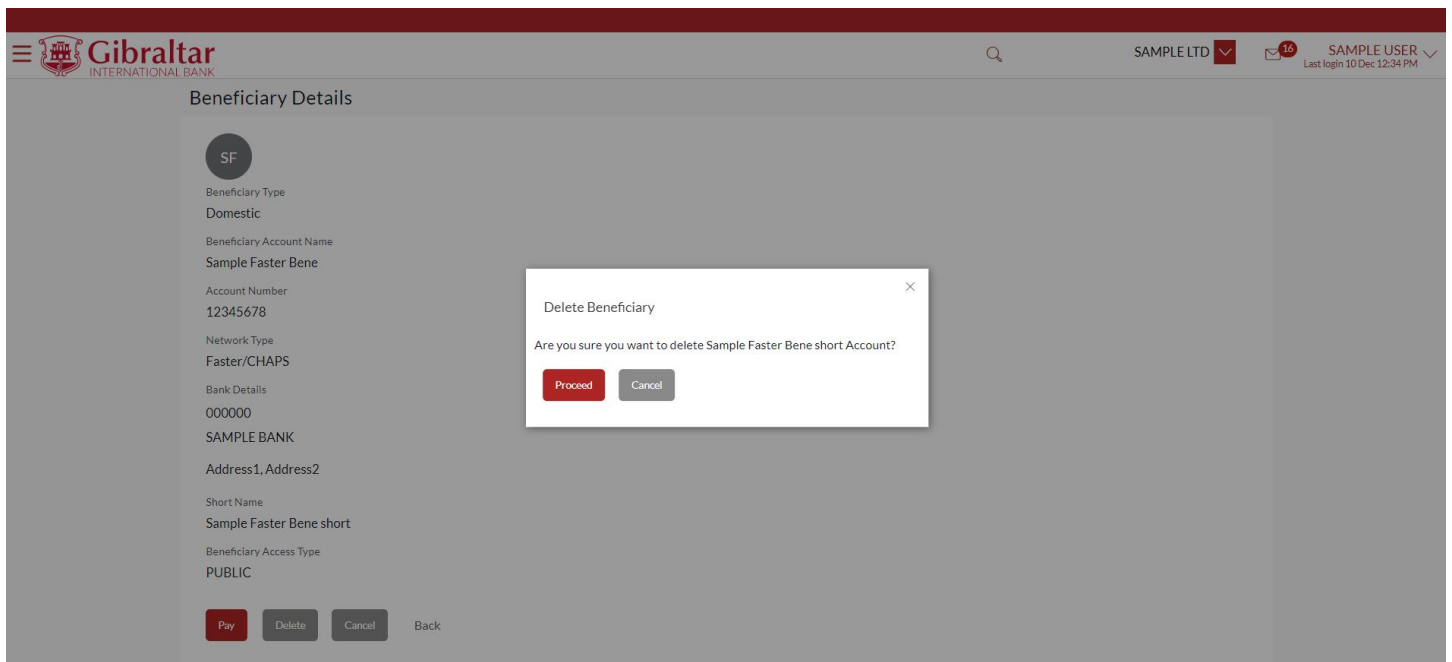 Gibraltar
INTERNATIONAL BANK
SAMPLE LTD
16
SAMPLE USER
Last login 10 Dec 12:34 PM
Beneficiary Details
SF
Beneficiary Type
Domestic
Beneficiary Account Name
Sample Faster Bene
Account Number
12345678
Network Type
Faster/CHAPS
Bank Details
000000
SAMPLE BANK
Address1, Address2
Short Name
Sample Faster Bene short
Beneficiary Access Type
PUBLIC
Pay Delete Cancel Back
Delete Beneficiary
Are you sure you want to delete Sample Faster Bene short Account?
Proceed Cancel